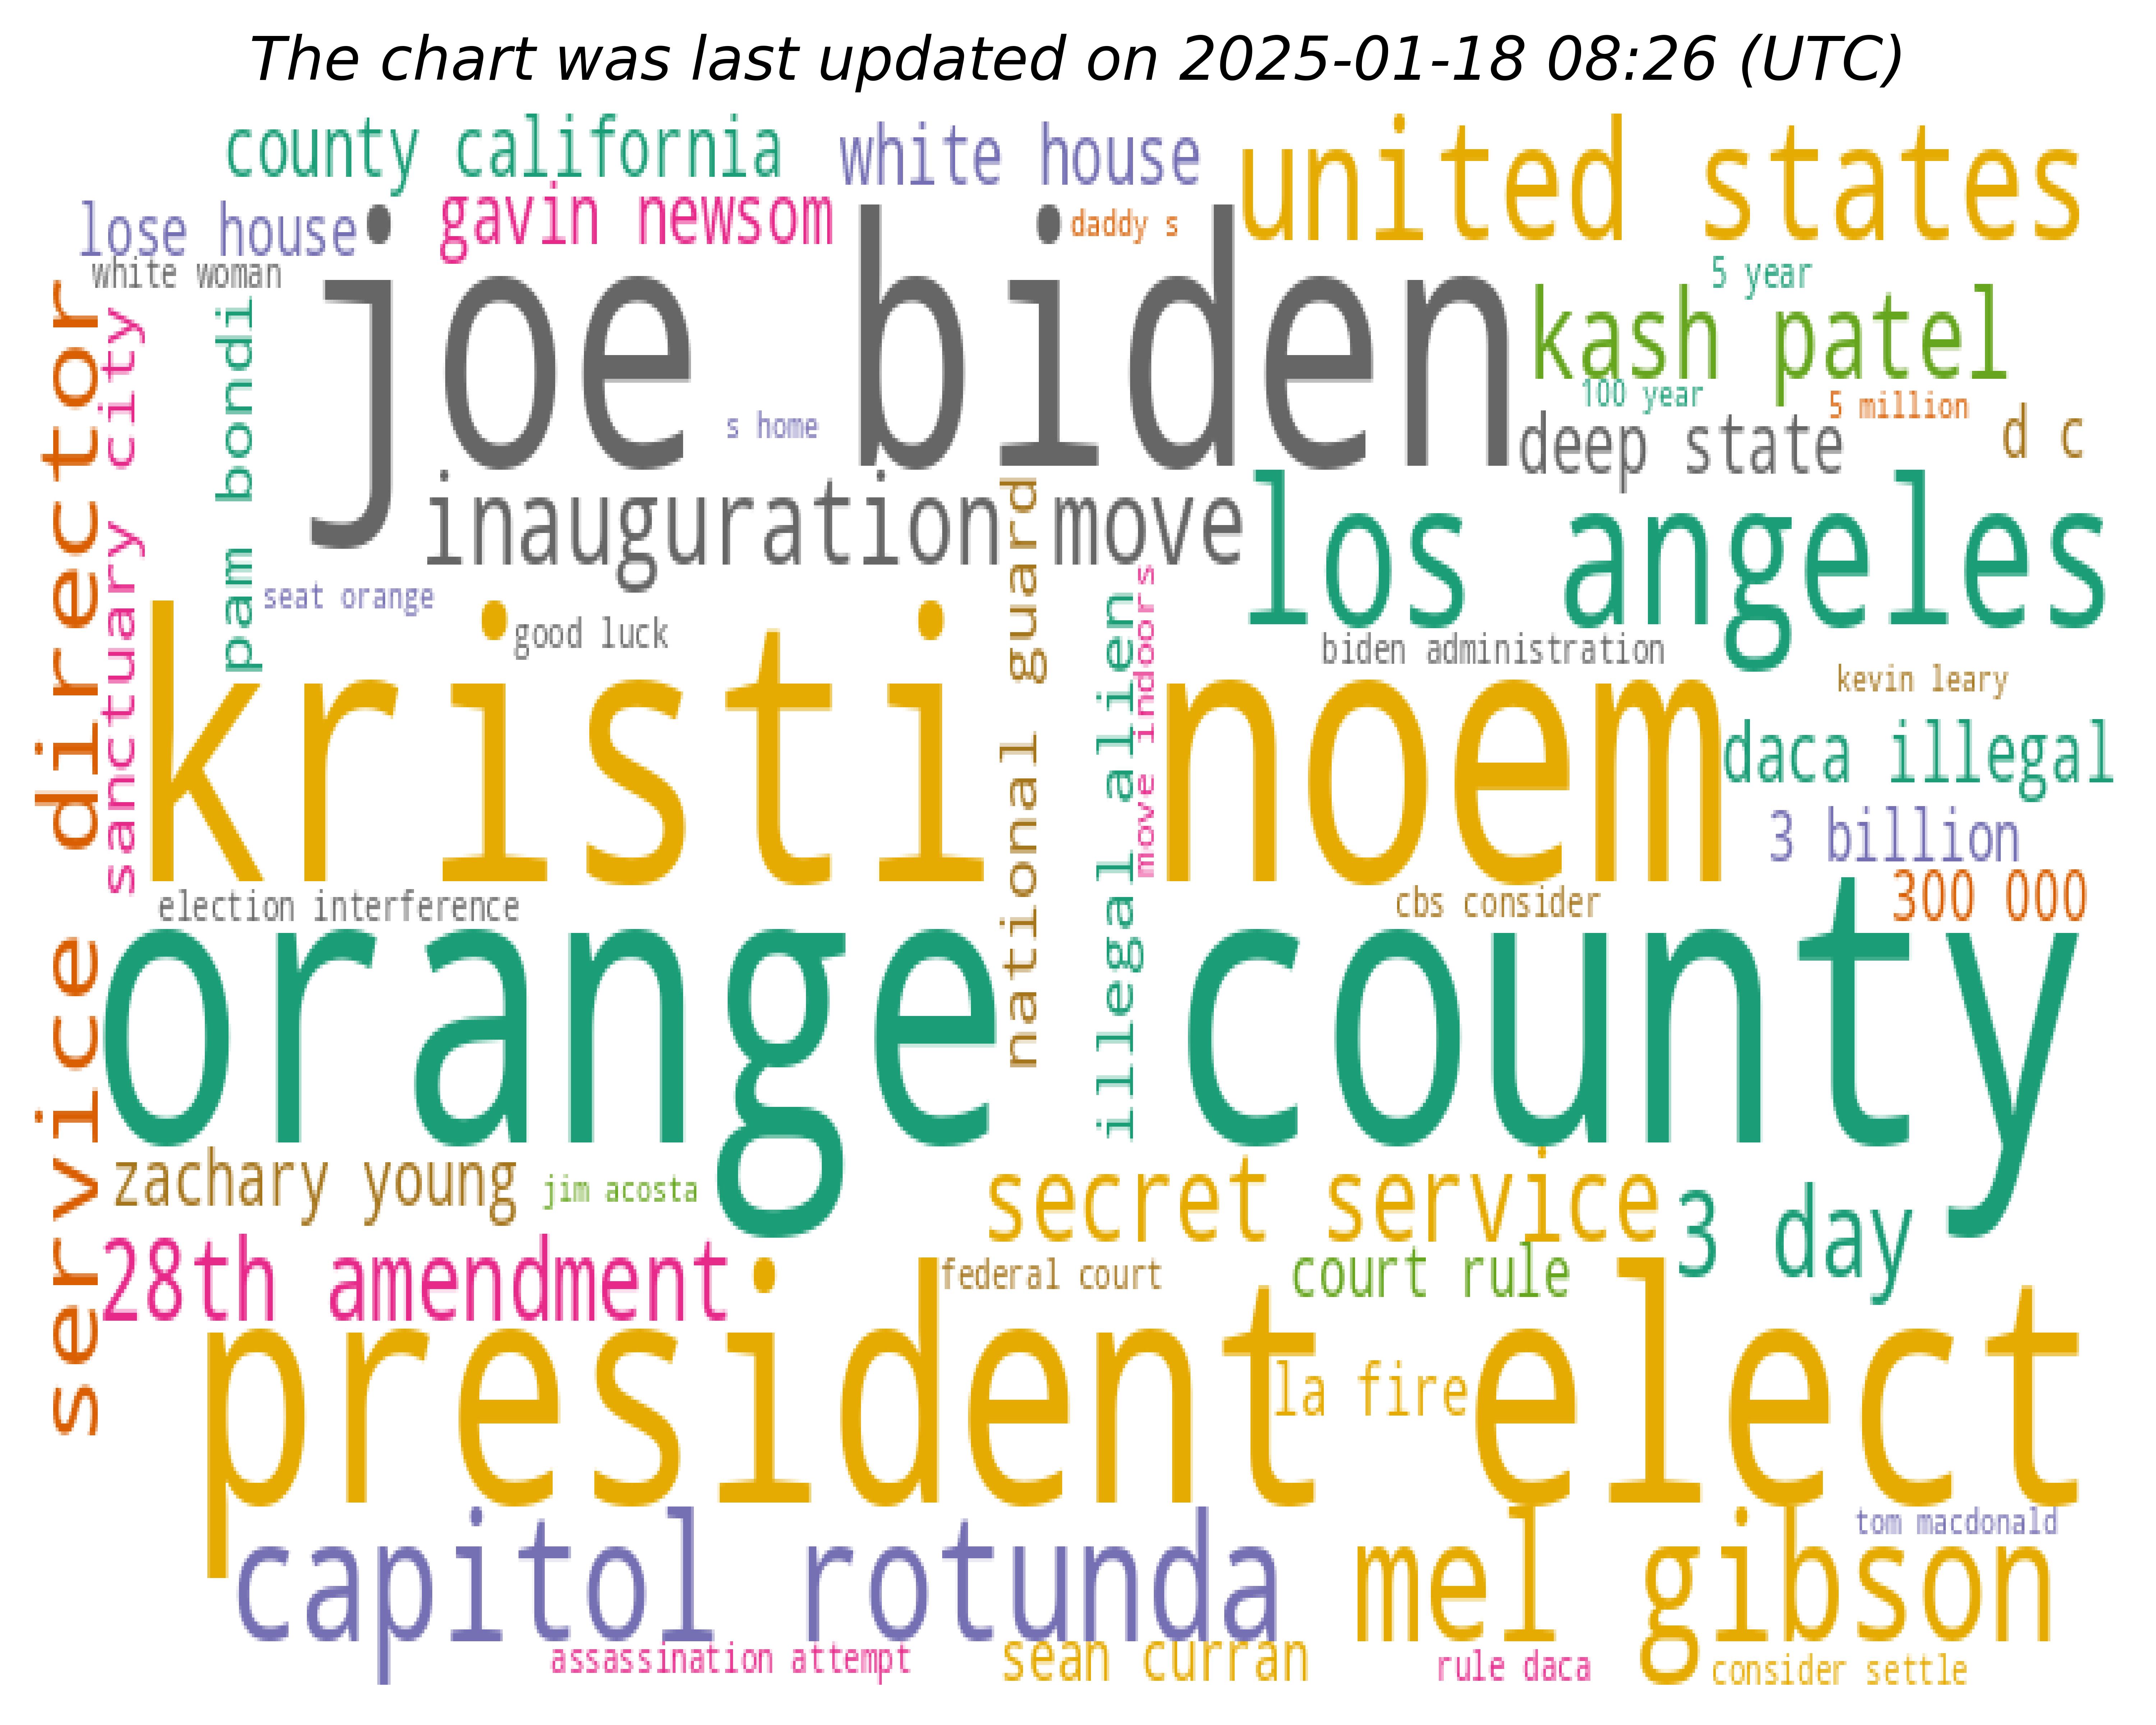 The chart was last updated on 2025-01-18 08:26 (UTC)
county california
white house
united states
lose house
gavin newsom
daddy s
white woman
joe biden
5 year
kash patel
100 year
5 million
service director
sanctuary city
pam bondi
s home
deep state
d c
inauguration move
national guard
los angeles
seat orange
good luck
illegal alien
move indoors
biden administration
kevin leary
kristi noem
daca illegal
3 billion
election interference
cbs consider
300 000
orange county
zachary young
jim acosta
secret service
3 day
28th amendment
federal court
court rule
president elect
la fire
capitol rotunda
mel gibson
tom macdonald
assassination attempt
sean curran
rule daca
consider settle